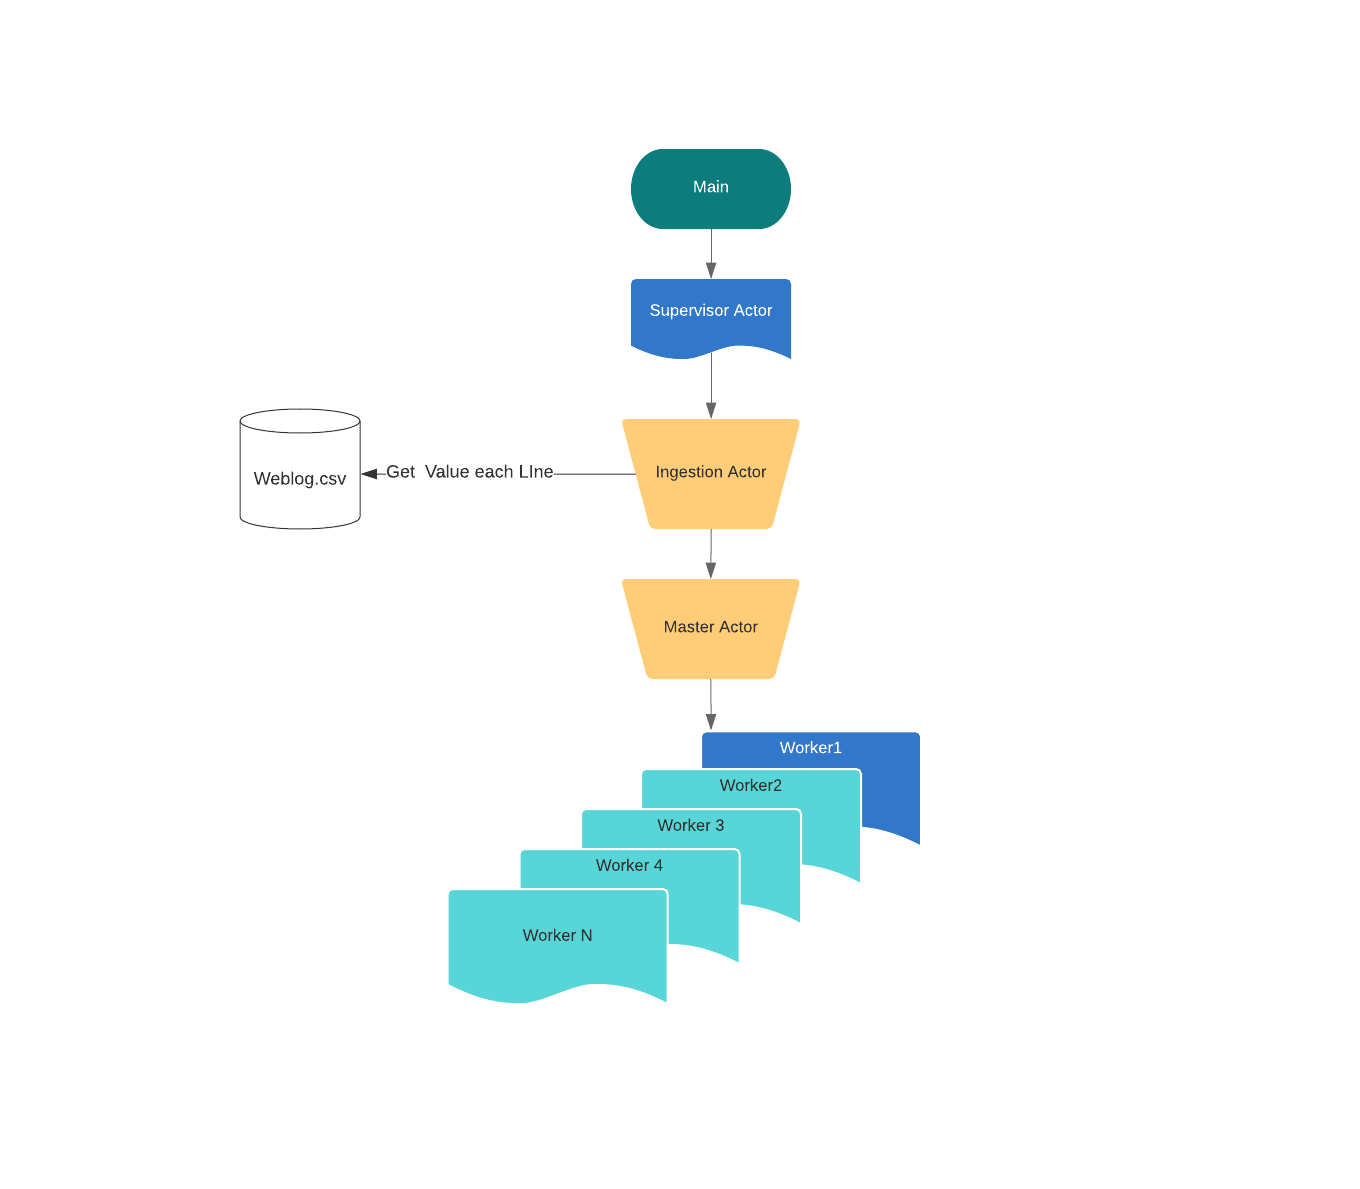 Main
Supervisor Actor
Weblog.csv
Get  Value each LIne
Ingestion Actor
Master Actor
Worker1
Worker2
Worker 3
Worker 4
Worker N